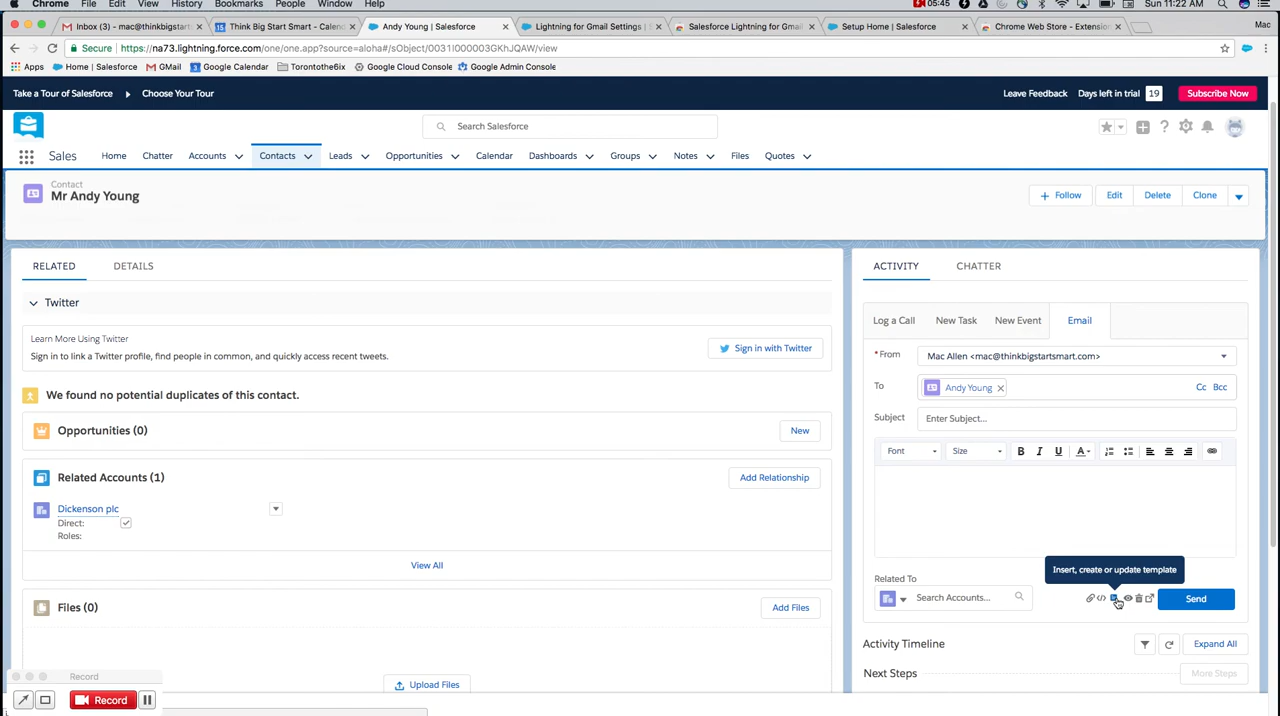 Chrome File Edit View History Bookmarks People Window Help 05:45 Sun 11:22 AM
Inbox (3) - mac@thinkbigstarts Think Big Start Smart - Calend Andy Young | Salesforce Lightning for Gmail Settings | S Salesforce Lightning for Gmail Setup Home | Salesforce Chrome Web Store - Extension Mac
Secure https://na73.lightning.force.com/one/one.app?source=aloha#/sObject/0031I000003GKhJQAW/view
Apps Home | Salesforce GMail Google Calendar Torontothe6ix Google Cloud Console Google Admin Console
Take a Tour of Salesforce Choose Your Tour Leave Feedback Days left in trial 19 Subscribe Now
Search Salesforce
Sales Home Chatter Accounts Contacts Leads Opportunities Calendar Dashboards Groups Notes Files Quotes
Contact
Mr Andy Young
Follow Edit Delete Clone
RELATED DETAILS
Twitter
Learn More Using Twitter
Sign in to link a Twitter profile, find people in common, and quickly access recent tweets.
Sign in with Twitter
We found no potential duplicates of this contact.
Opportunities (0) New
Related Accounts (1) Add Relationship
Dickenson plc
Direct:
Roles:
View All
Files (0) Add Files
Upload Files
Record
Record
ACTIVITY CHATTER
Log a Call New Task New Event Email
* From Mac Allen <mac@thinkbigstartsmart.com>
To Andy Young Cc Bcc
Subject Enter Subject...
Font Size B I U A
Insert, create or update template
Related To
Search Accounts... Send
Activity Timeline Expand All
Next Steps More Steps